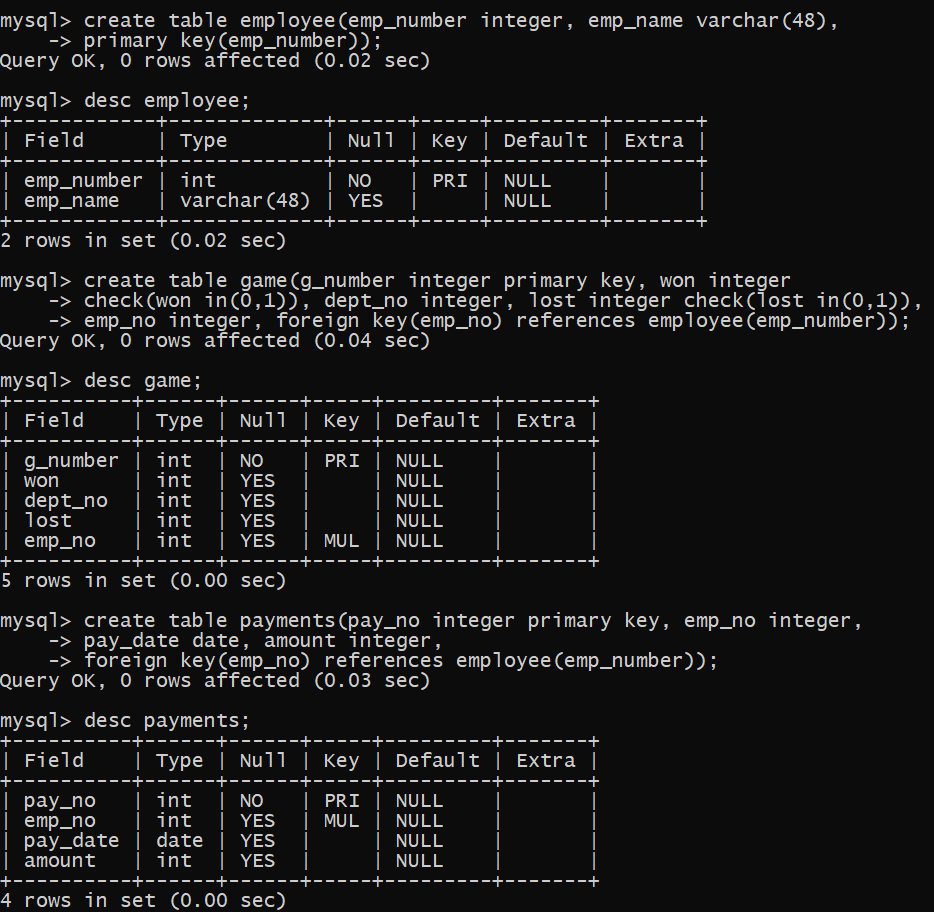 mysql> create table employee(emp_number integer, emp_name varchar(48),
    -> primary key(emp_number));
Query OK, 0 rows affected (0.02 sec)

mysql> desc employee;
+------------+-------------+------+-----+---------+-------+
| Field      | Type        | Null | Key | Default | Extra |
+------------+-------------+------+-----+---------+-------+
| emp_number | int         | NO   | PRI | NULL    |       |
| emp_name   | varchar(48) | YES  |     | NULL    |       |
+------------+-------------+------+-----+---------+-------+
2 rows in set (0.02 sec)

mysql> create table game(g_number integer primary key, won integer
    -> check(won in(0,1)), dept_no integer, lost integer check(lost in(0,1)),
    -> emp_no integer, foreign key(emp_no) references employee(emp_number));
Query OK, 0 rows affected (0.04 sec)

mysql> desc game;
+----------+------+------+-----+---------+-------+
| Field    | Type | Null | Key | Default | Extra |
+----------+------+------+-----+---------+-------+
| g_number | int  | NO   | PRI | NULL    |       |
| won      | int  | YES  |     | NULL    |       |
| dept_no  | int  | YES  |     | NULL    |       |
| lost     | int  | YES  |     | NULL    |       |
| emp_no   | int  | YES  | MUL | NULL    |       |
+----------+------+------+-----+---------+-------+
5 rows in set (0.00 sec)

mysql> create table payments(pay_no integer primary key, emp_no integer,
    -> pay_date date, amount integer,
    -> foreign key(emp_no) references employee(emp_number));
Query OK, 0 rows affected (0.03 sec)

mysql> desc payments;
+----------+------+------+-----+---------+-------+
| Field    | Type | Null | Key | Default | Extra |
+----------+------+------+-----+---------+-------+
| pay_no   | int  | NO   | PRI | NULL    |       |
| emp_no   | int  | YES  | MUL | NULL    |       |
| pay_date | date | YES  |     | NULL    |       |
| amount   | int  | YES  |     | NULL    |       |
+----------+------+------+-----+---------+-------+
4 rows in set (0.00 sec)